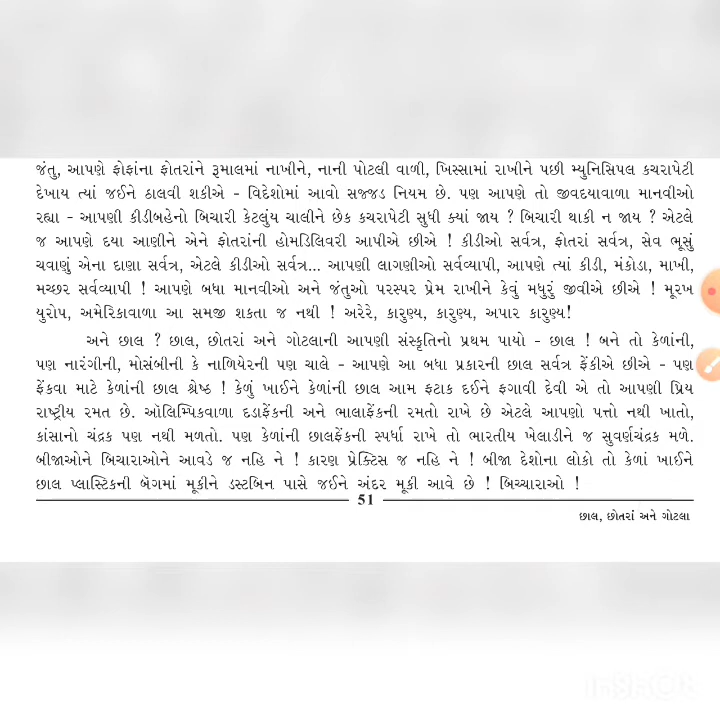 જંતુ, આપણે ફોફાંના ફોતરાંને રૂમાલમાં નાખીને, નાની પોટલી વાળી, ખિસ્સામાં રાખીને પછી મ્યુનિસિપલ કચરાપેટી
દેખાય ત્યાં જઈને ઠાલવી શકીએ – વિદેશોમાં આવો સજ્જડ નિયમ છે. પણ આપણે તો જીવદયાવાળા માનવીઓ
રહ્યા – આપણી કીડીબહેનો બિચારી કેટલુંય ચાલીને છેક કચરાપેટી સુધી ક્યાં જાય ? બિચારી થાકી ન જાય ? એટલે
જ આપણે દયા આણીને એને ફોતરાંની હોમડિલિવરી આપીએ છીએ ! કીડીઓ સર્વત્ર, ફોતરાં સર્વત્ર, સેવ ભૂસું
ચવાણું એના દાણા સર્વત્ર, એટલે કીડીઓ સર્વત્ર... આપણી લાગણીઓ સર્વવ્યાપી, આપણે ત્યાં કીડી, મંકોડા, માખી,
મચ્છર સર્વવ્યાપી ! આપણે બધા માનવીઓ અને જંતુઓ પરસ્પર પ્રેમ રાખીને કેવું મધુરું જીવીએ છીએ ! મૂરખ
યુરોપ, અમેરિકાવાળા આ સમજી શકતા જ નથી ! અરેરે, કારુણ્ય, કારુણ્ય, અપાર કારુણ્ય!
અને છાલ ? છાલ, છોતરાં અને ગોટલાની આપણી સંસ્કૃતિનો પ્રથમ પાયો – છાલ ! બને તો કેળાંની,
પણ નારંગીની, મોસંબીની કે નાળિયેરની પણ ચાલે – આપણે આ બધા પ્રકારની છાલ સર્વત્ર ફેંકીએ છીએ – પણ
ફેંકવા માટે કેળાંની છાલ શ્રેષ્ઠ ! કેળું ખાઈને કેળાંની છાલ આમ ફટાક દઈને ફગાવી દેવી એ તો આપણી પ્રિય
રાષ્ટ્રીય રમત છે. ઑલિમ્પિકવાળા દડાફેંકની અને ભાલાફેંકની રમતો રાખે છે એટલે આપણો પત્તો નથી ખાતો,
કાંસાનો ચંદ્રક પણ નથી મળતો. પણ કેળાંની છાલફેંકની સ્પર્ધા રાખે તો ભારતીય ખેલાડીને જ સુવર્ણચંદ્રક મળે.
બીજાઓને બિચારાઓને આવડે જ નહિ ને ! કારણ પ્રેક્ટિસ જ નહિ ને ! બીજા દેશોના લોકો તો કેળાં ખાઈને
છાલ પ્લાસ્ટિકની બૅગમાં મૂકીને ડસ્ટબિન પાસે જઈને અંદર મૂકી આવે છે ! બિચ્ચારાઓ !
51
છાલ, છોતરાં અને ગોટલા